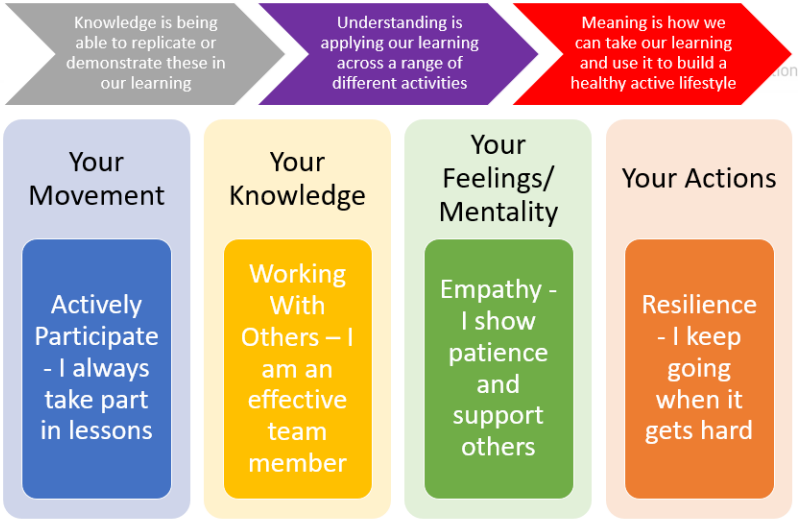 Knowledge is being
able to replicate or
demonstrate these in
our learning
Understanding is
applying our learning
across a range of
different activities
Meaning is how we
can take our learning
and use it to build a
healthy active lifestyle
Your
Movement
Actively
Participate
- I always
take part
in lessons
Your
Knowledge
Working
With
Others – I
am an
effective
team
member
Your
Feelings/
Mentality
Empathy -
I show
patience
and
support
others
Your Actions
Resilience
- I keep
going
when it
gets hard